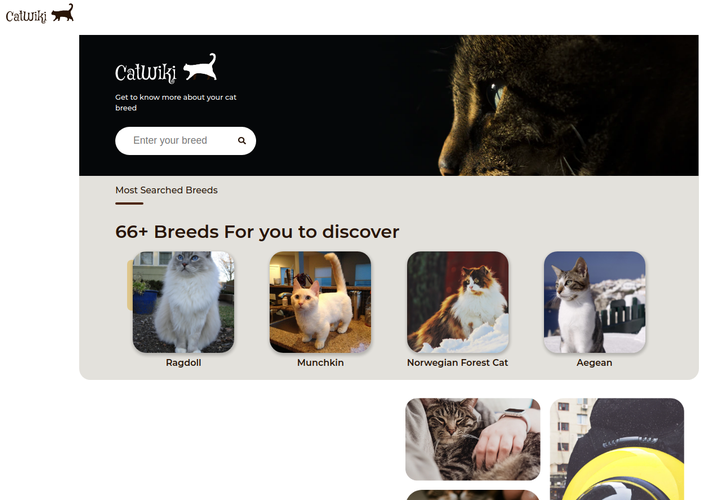 CatWiki
CatWiki
Get to know more about your cat
breed
Enter your breed
Most Searched Breeds
66+ Breeds For you to discover
Ragdoll
Munchkin
Norwegian Forest Cat
Aegean